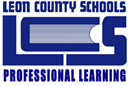 LEON COUNTY SCHOOLS
LCS
PROFESSIONAL LEARNING